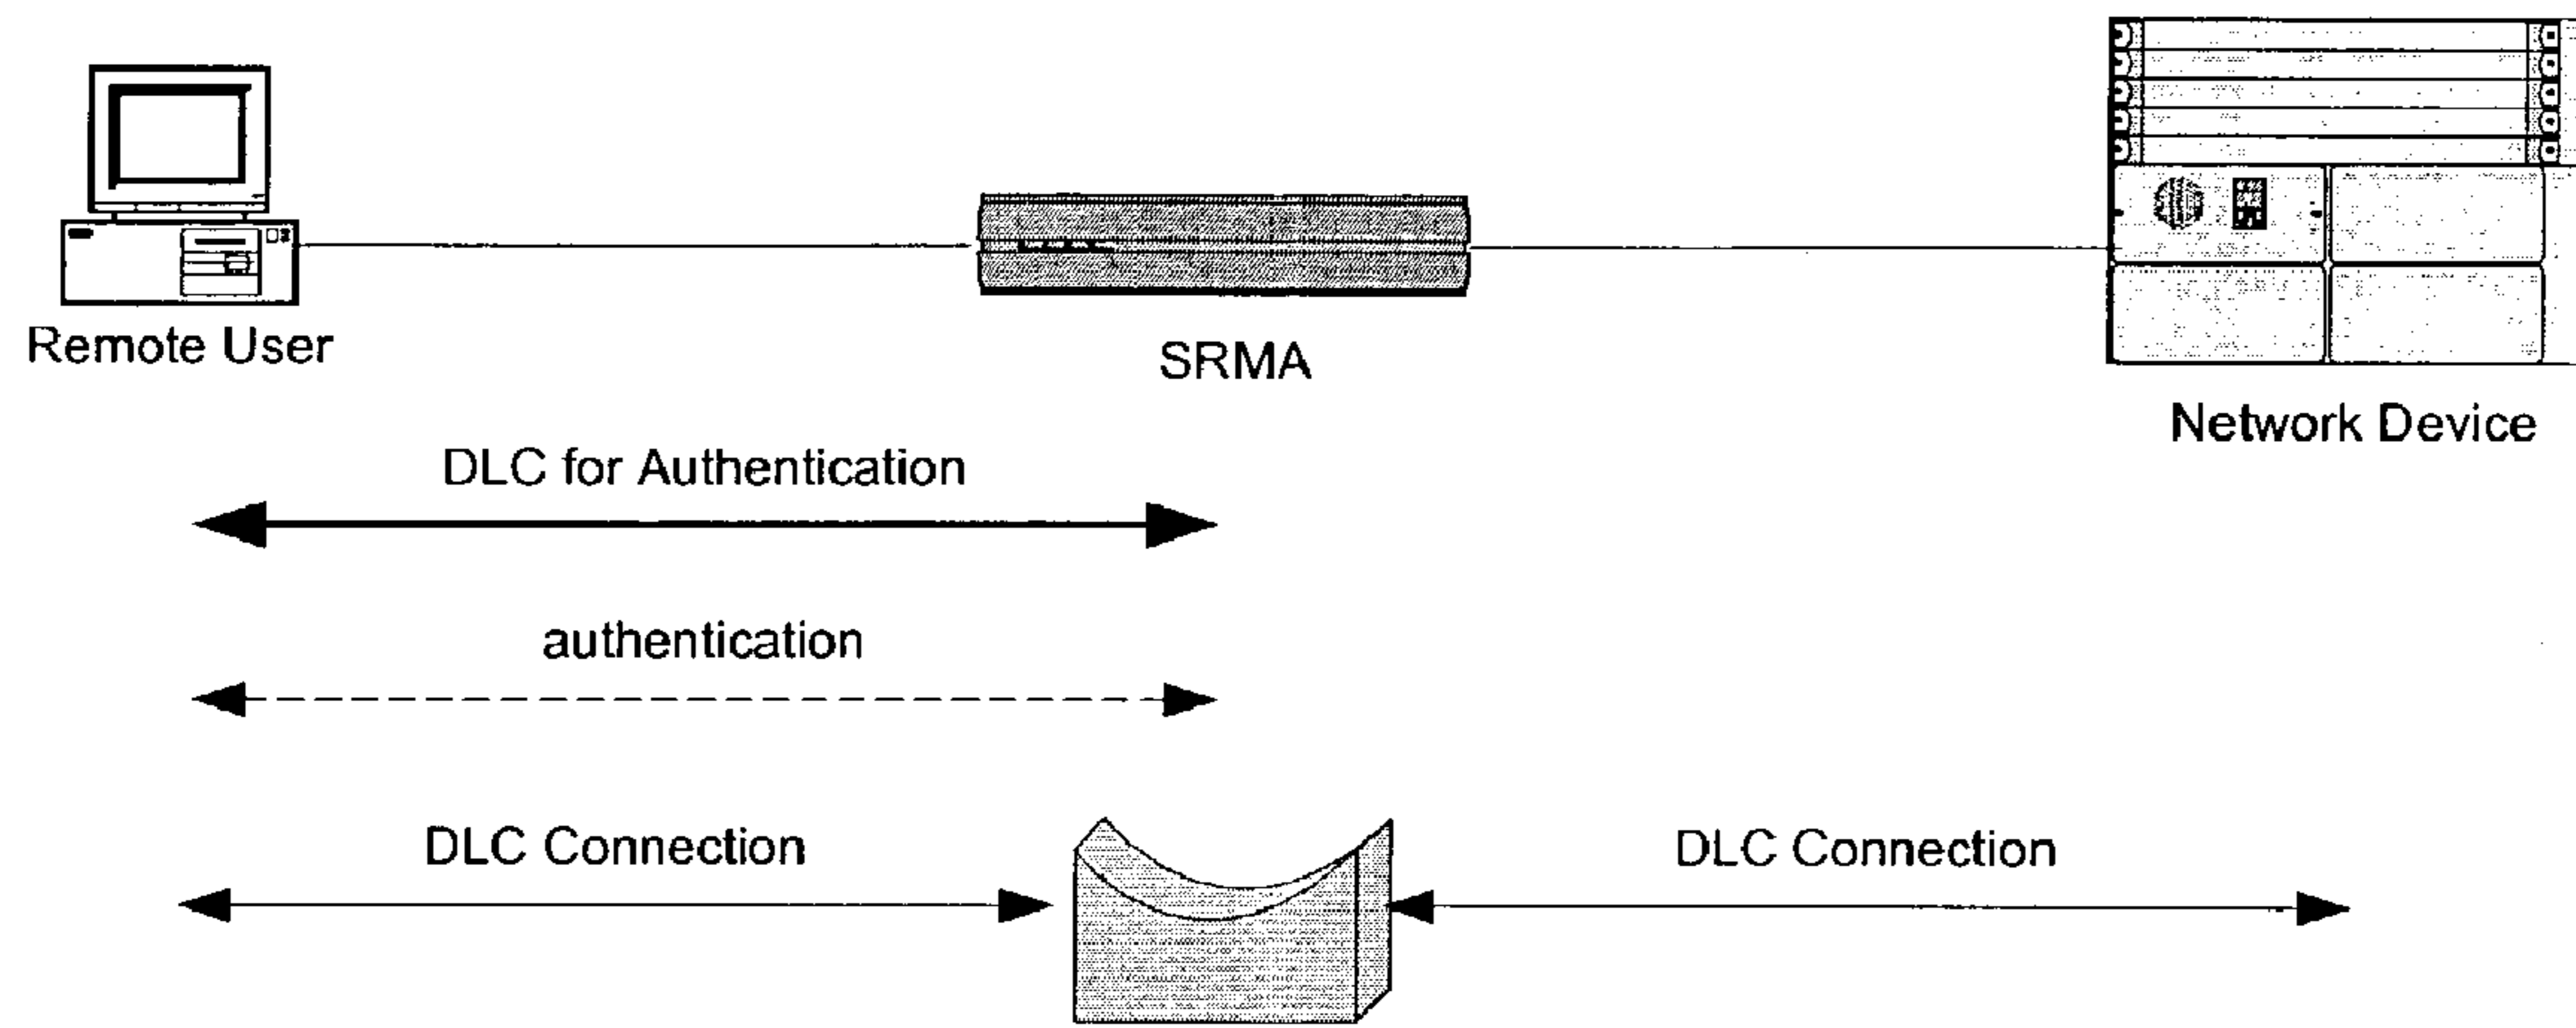 Remote User
SRMA
Network Device
DLC for Authentication
authentication
DLC Connection
DLC Connection